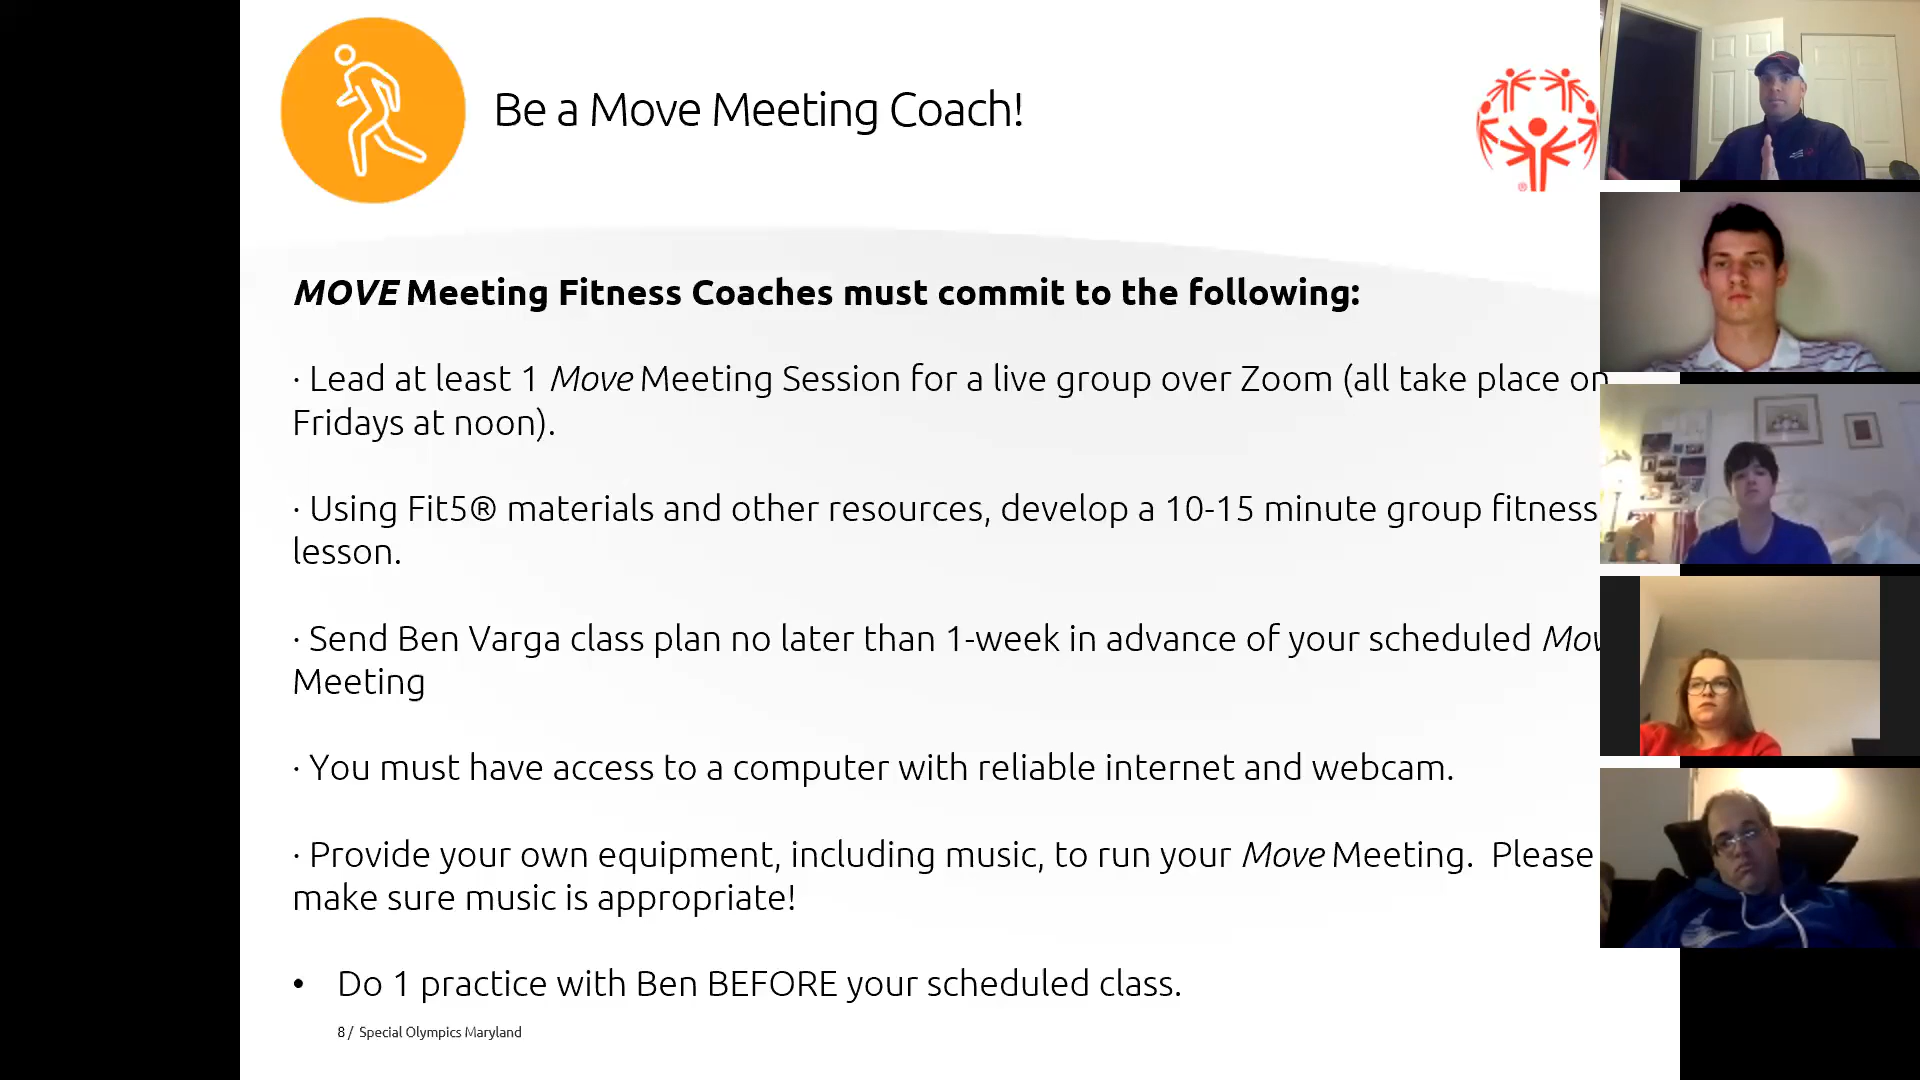 Be a Move Meeting Coach!
®
MOVE Meeting Fitness Coaches must commit to the following:
· Lead at least 1 Move Meeting Session for a live group over Zoom (all take place on
Fridays at noon).
· Using Fit5® materials and other resources, develop a 10-15 minute group fitness
lesson.
· Send Ben Varga class plan no later than 1-week in advance of your scheduled Mov
Meeting
· You must have access to a computer with reliable internet and webcam.
· Provide your own equipment, including music, to run your Move Meeting.  Please
make sure music is appropriate!
• Do 1 practice with Ben BEFORE your scheduled class.
8 / Special Olympics Maryland